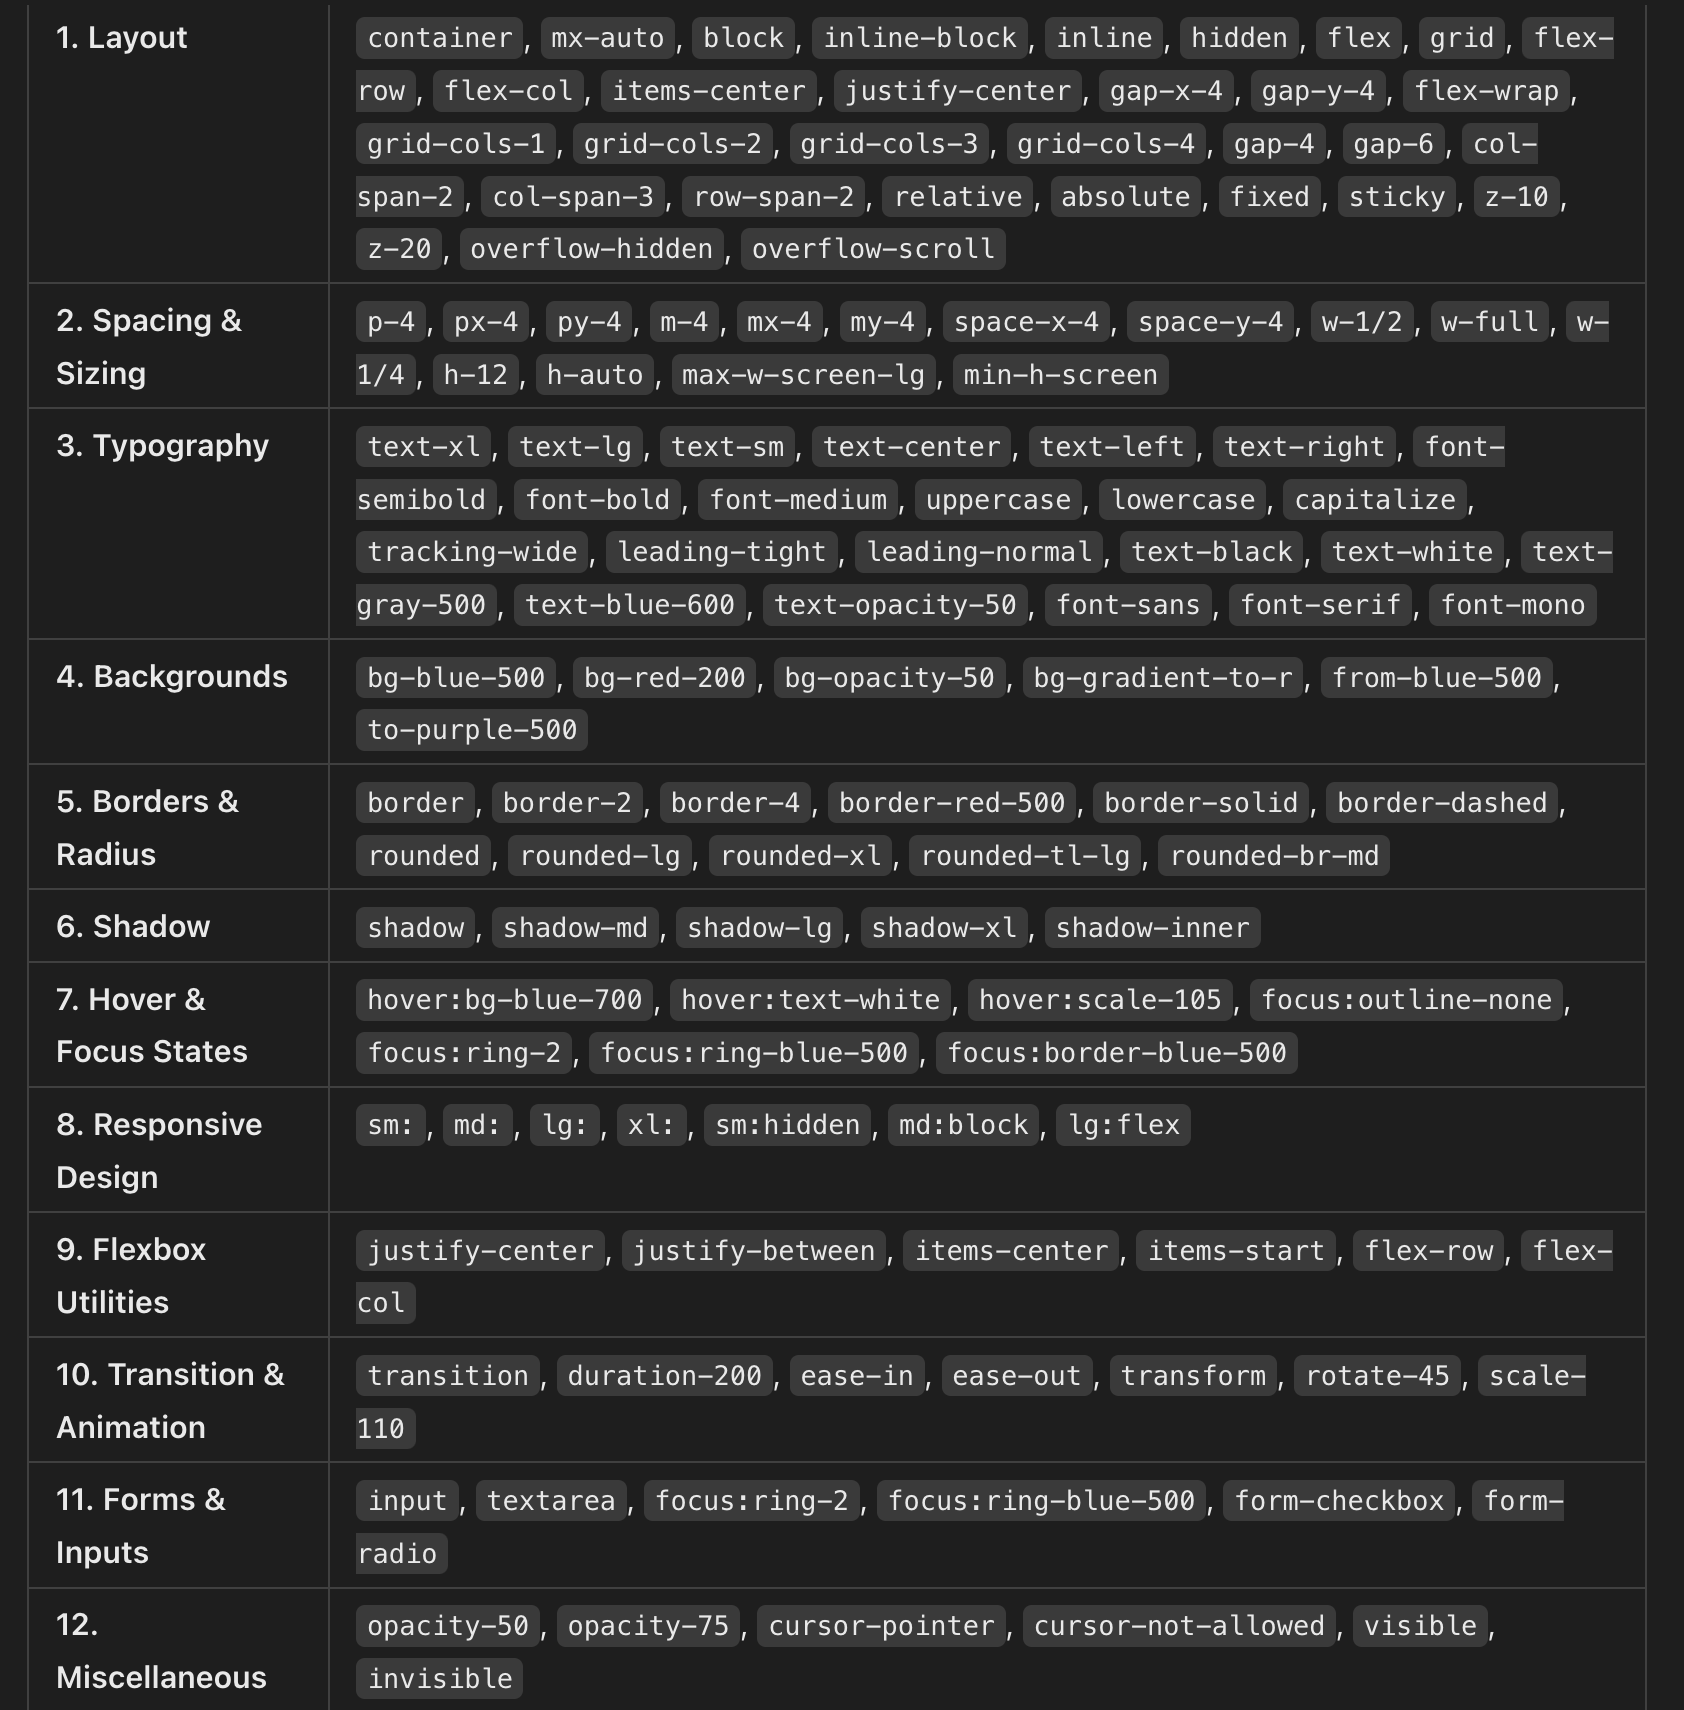 1. Layout
container, mx-auto, block, inline-block, inline, hidden, flex, grid, flex-
row, flex-col, items-center, justify-center, gap-x-4, gap-y-4, flex-wrap,
grid-cols-1, grid-cols-2, grid-cols-3, grid-cols-4, gap-4, gap-6, col-
span-2, col-span-3, row-span-2, relative, absolute, fixed, sticky, z-10,
z-20, overflow-hidden, overflow-scroll
2. Spacing &
Sizing
p-4, px-4, py-4, m-4, mx-4, my-4, space-x-4, space-y-4, w-1/2, w-full, w-
1/4, h-12, h-auto, max-w-screen-lg, min-h-screen
3. Typography
text-xl, text-lg, text-sm, text-center, text-left, text-right, font-
semibold, font-bold, font-medium, uppercase, lowercase, capitalize,
tracking-wide, leading-tight, leading-normal, text-black, text-white, text-
gray-500, text-blue-600, text-opacity-50, font-sans, font-serif, font-mono
4. Backgrounds
bg-blue-500, bg-red-200, bg-opacity-50, bg-gradient-to-r, from-blue-500,
to-purple-500
5. Borders &
Radius
border, border-2, border-4, border-red-500, border-solid, border-dashed,
rounded, rounded-lg, rounded-xl, rounded-tl-lg, rounded-br-md
6. Shadow
shadow, shadow-md, shadow-lg, shadow-xl, shadow-inner
7. Hover &
Focus States
hover:bg-blue-700, hover:text-white, hover:scale-105, focus:outline-none,
focus:ring-2, focus:ring-blue-500, focus:border-blue-500
8. Responsive
Design
sm:, md:, lg:, xl:, sm:hidden, md:block, lg:flex
9. Flexbox
Utilities
justify-center, justify-between, items-center, items-start, flex-row, flex-
col
10. Transition &
Animation
transition, duration-200, ease-in, ease-out, transform, rotate-45, scale-
110
11. Forms &
Inputs
input, textarea, focus:ring-2, focus:ring-blue-500, form-checkbox, form-
radio
12.
Miscellaneous
opacity-50, opacity-75, cursor-pointer, cursor-not-allowed, visible,
invisible